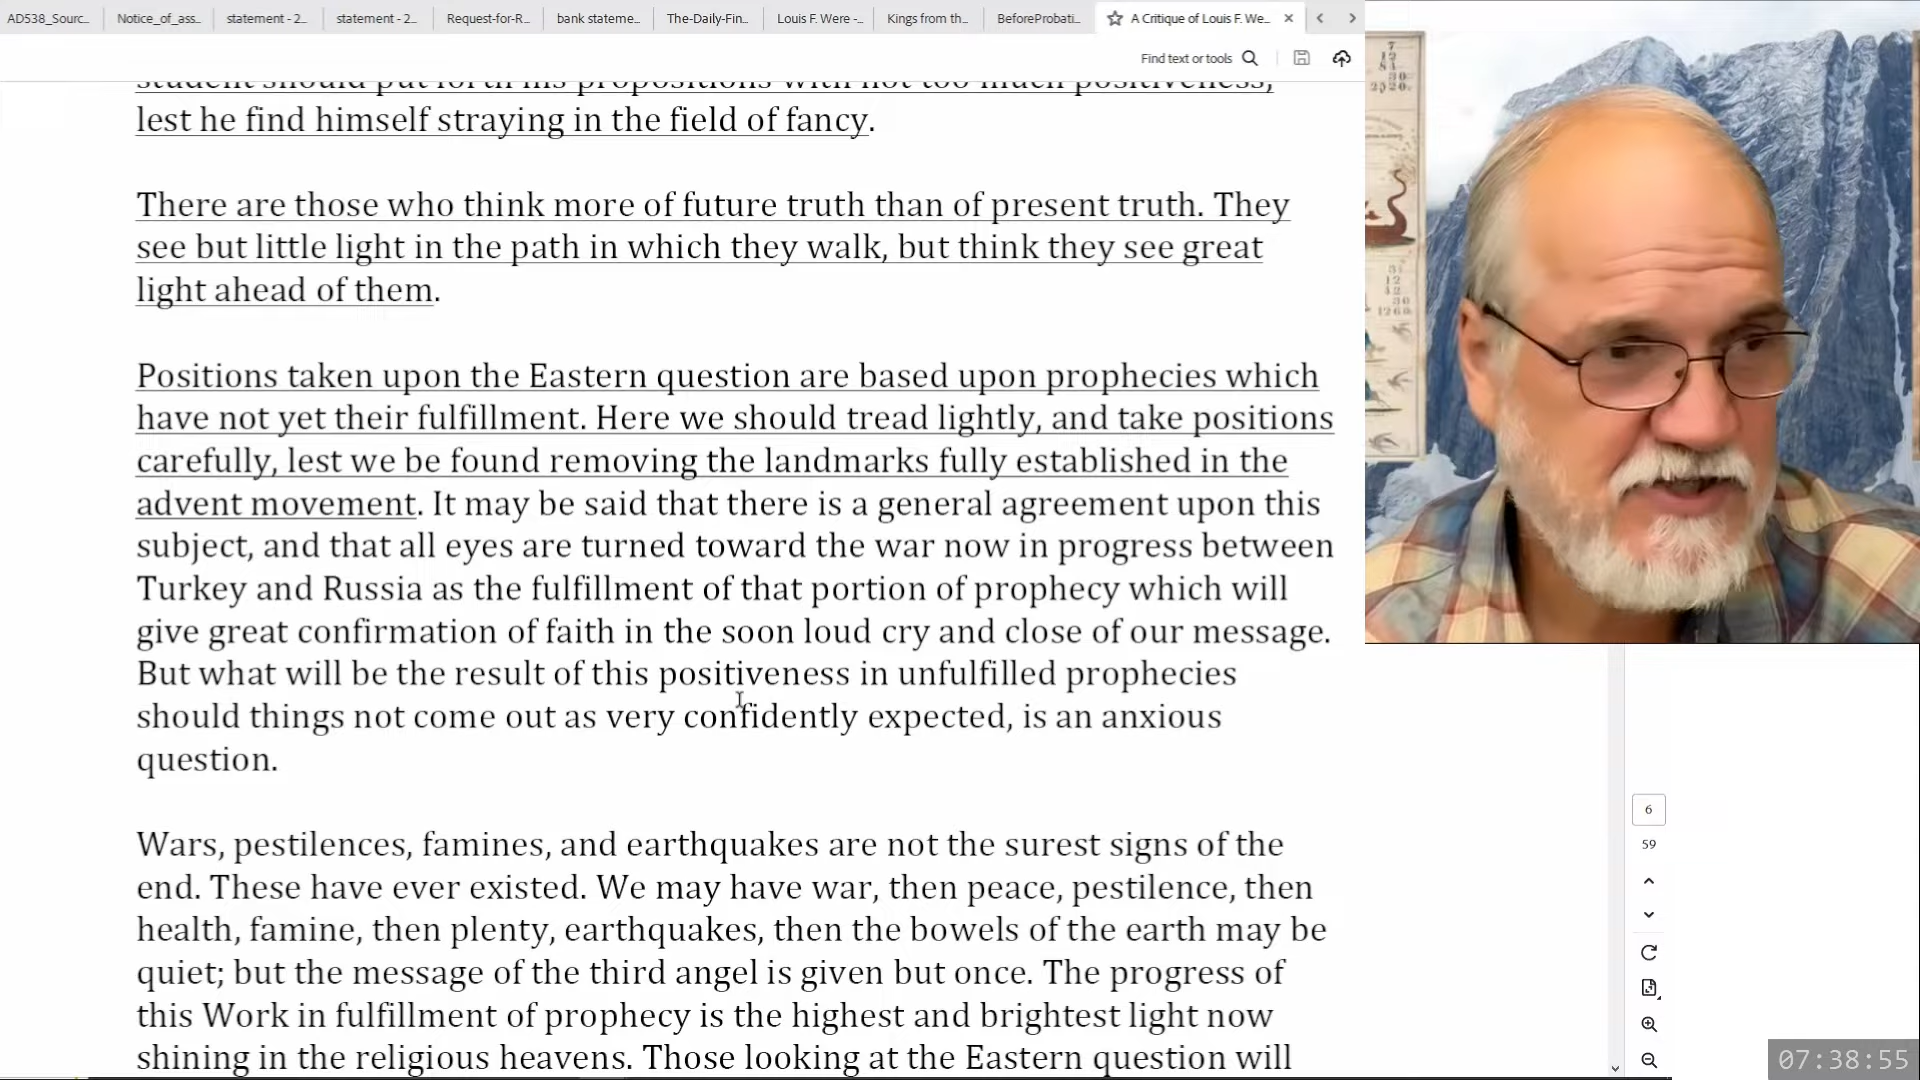 AD538_Sourc... Notice_of_ass... statement - 2... statement - 2... Request-for-R... bank stateme... The-Daily-Fin... Louis F. Were -... Kings from th... BeforeProbati... A Critique of Louis F. We...
Find text or tools
student should put forth his propositions with not too much positiveness,
lest he find himself straying in the field of fancy.
There are those who think more of future truth than of present truth. They
see but little light in the path in which they walk, but think they see great
light ahead of them.
Positions taken upon the Eastern question are based upon prophecies which
have not yet their fulfillment. Here we should tread lightly, and take positions
carefully, lest we be found removing the landmarks fully established in the
advent movement. It may be said that there is a general agreement upon this
subject, and that all eyes are turned toward the war now in progress between
Turkey and Russia as the fulfillment of that portion of prophecy which will
give great confirmation of faith in the soon loud cry and close of our message.
But what will be the result of this positiveness in unfulfilled prophecies
should things not come out as very confidently expected, is an anxious
question.
Wars, pestilences, famines, and earthquakes are not the surest signs of the
end. These have ever existed. We may have war, then peace, pestilence, then
health, famine, then plenty, earthquakes, then the bowels of the earth may be
quiet; but the message of the third angel is given but once. The progress of
this Work in fulfillment of prophecy is the highest and brightest light now
shining in the religious heavens. Those looking at the Eastern question will
6
59
07:38:55